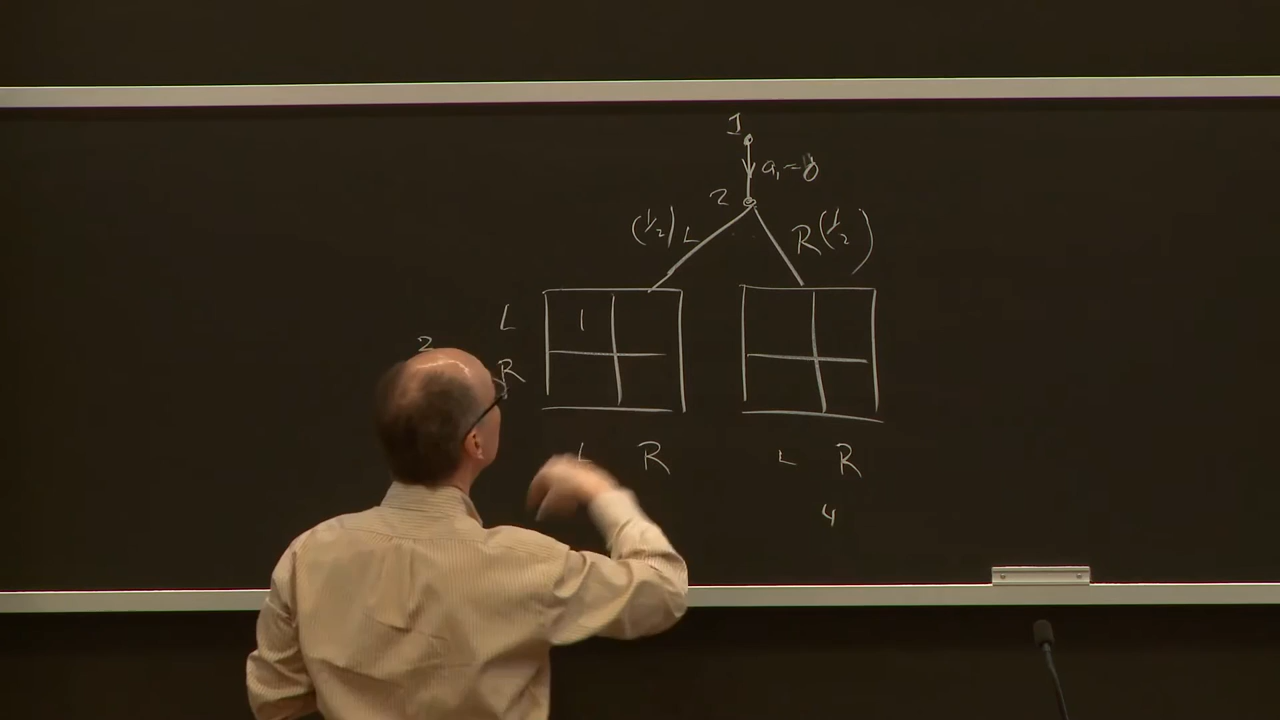 1
a₁=0
2
(1/2) L R (1/2)
L 1
2
R
L R L R
4